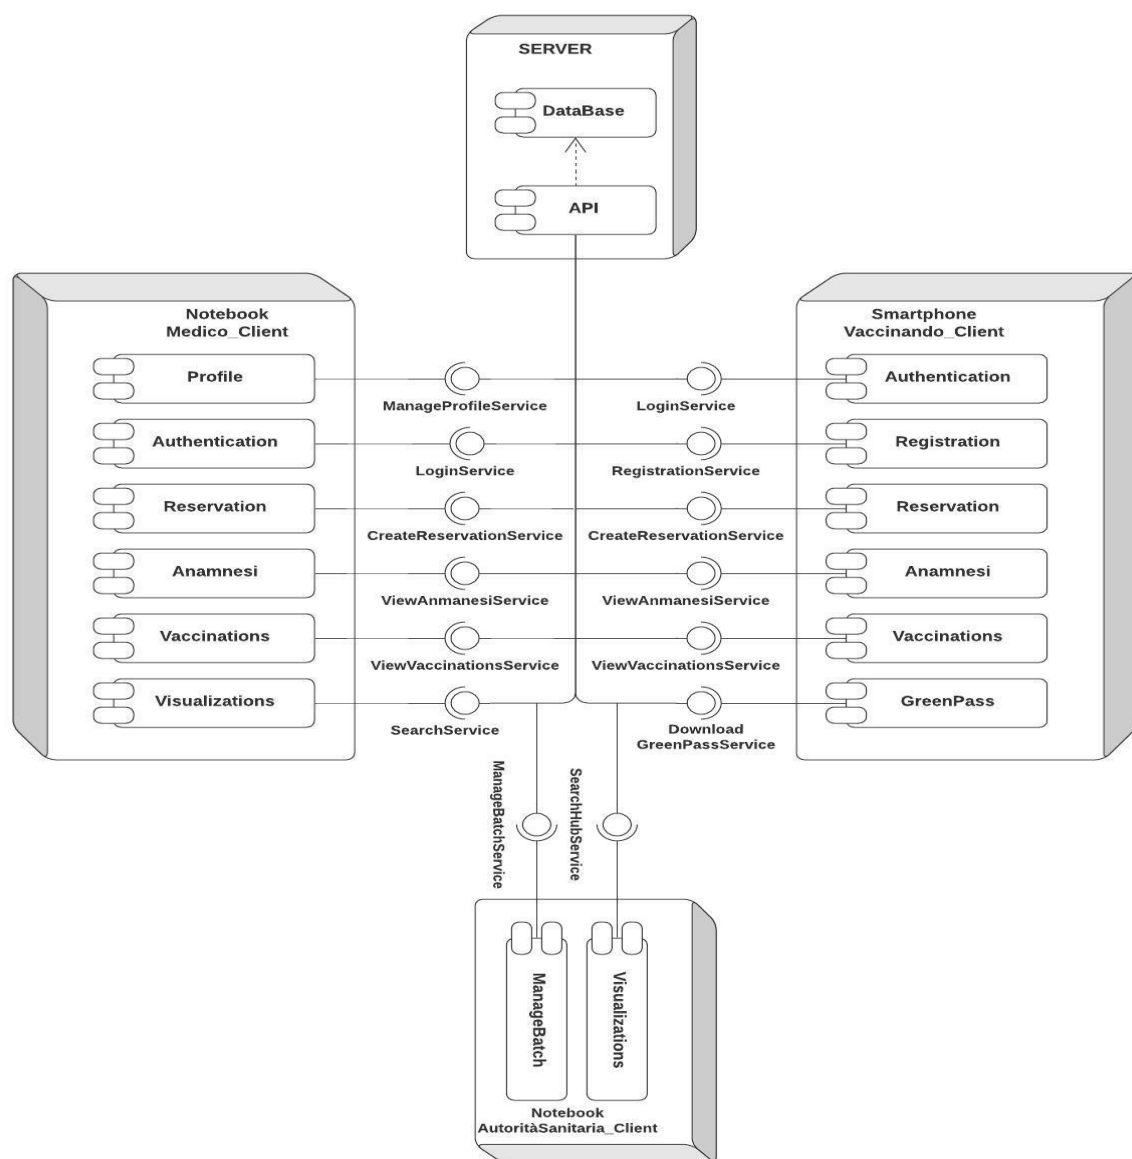 SERVER
DataBase
API
Notebook
Medico_Client
Profile
Authentication
Reservation
Anamnesi
Vaccinations
Visualizations
ManageProfileService
LoginService
CreateReservationService
ViewAnmanesiService
ViewVaccinationsService
SearchService
LoginService
RegistrationService
CreateReservationService
ViewAnmanesiService
ViewVaccinationsService
Download
GreenPassService
Smartphone
Vaccinando_Client
Authentication
Registration
Reservation
Anamnesi
Vaccinations
GreenPass
ManageBatchService
SearchHubService
ManageBatch
Visualizations
Notebook
AutoritàSanitaria_Client